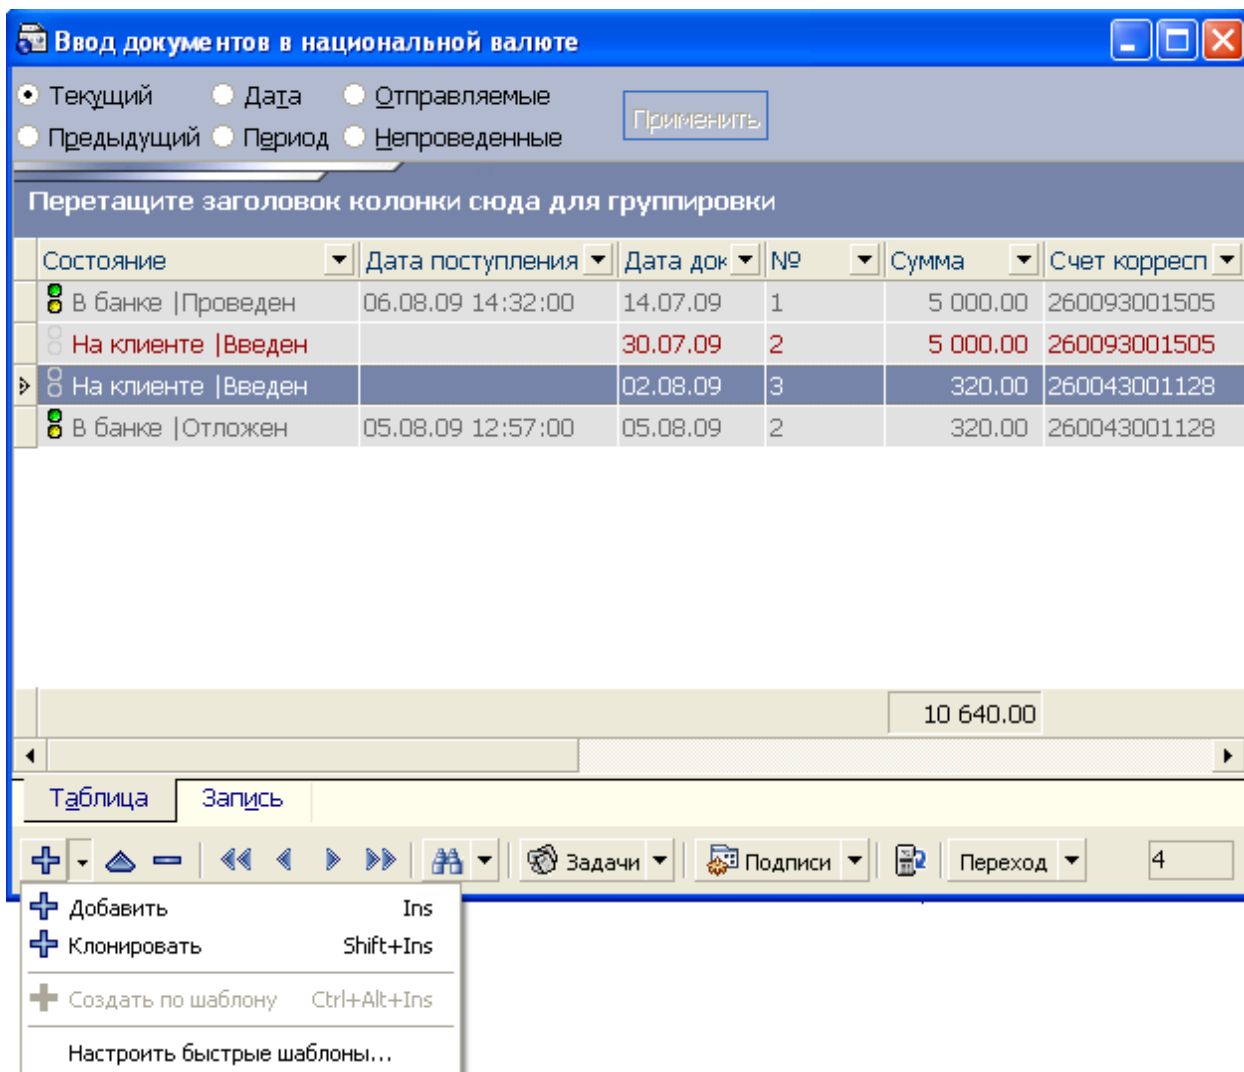 Ввод документов в национальной валюте
Текущий Дата Отправляемые
Применить
Предыдущий Период Непроведенные
Перетащите заголовок колонки сюда для группировки
Состояние Дата поступления Дата док № Сумма Счет корресп
В банке |Проведен 06.08.09 14:32:00 14.07.09 1 5 000.00 260093001505
На клиенте |Введен 30.07.09 2 5 000.00 260093001505
На клиенте |Введен 02.08.09 3 320.00 260043001128
В банке |Отложен 05.08.09 12:57:00 05.08.09 2 320.00 260043001128
10 640.00
Таблица Запись
Задачи Подписи Переход 4
Добавить Ins
Клонировать Shift+Ins
Создать по шаблону Ctrl+Alt+Ins
Настроить быстрые шаблоны...